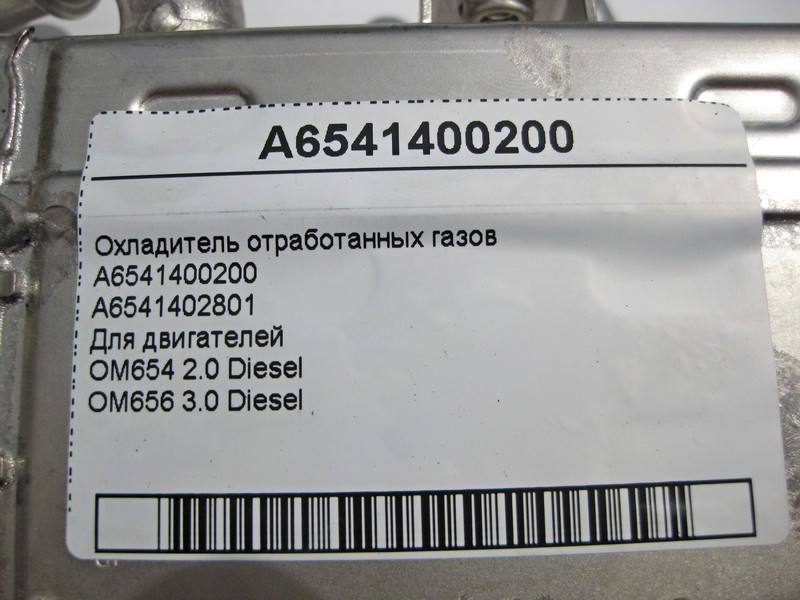 A6541400200
Охладитель отработанных газов
A6541400200
A6541402801
Для двигателей
OM654 2.0 Diesel
OM656 3.0 Diesel